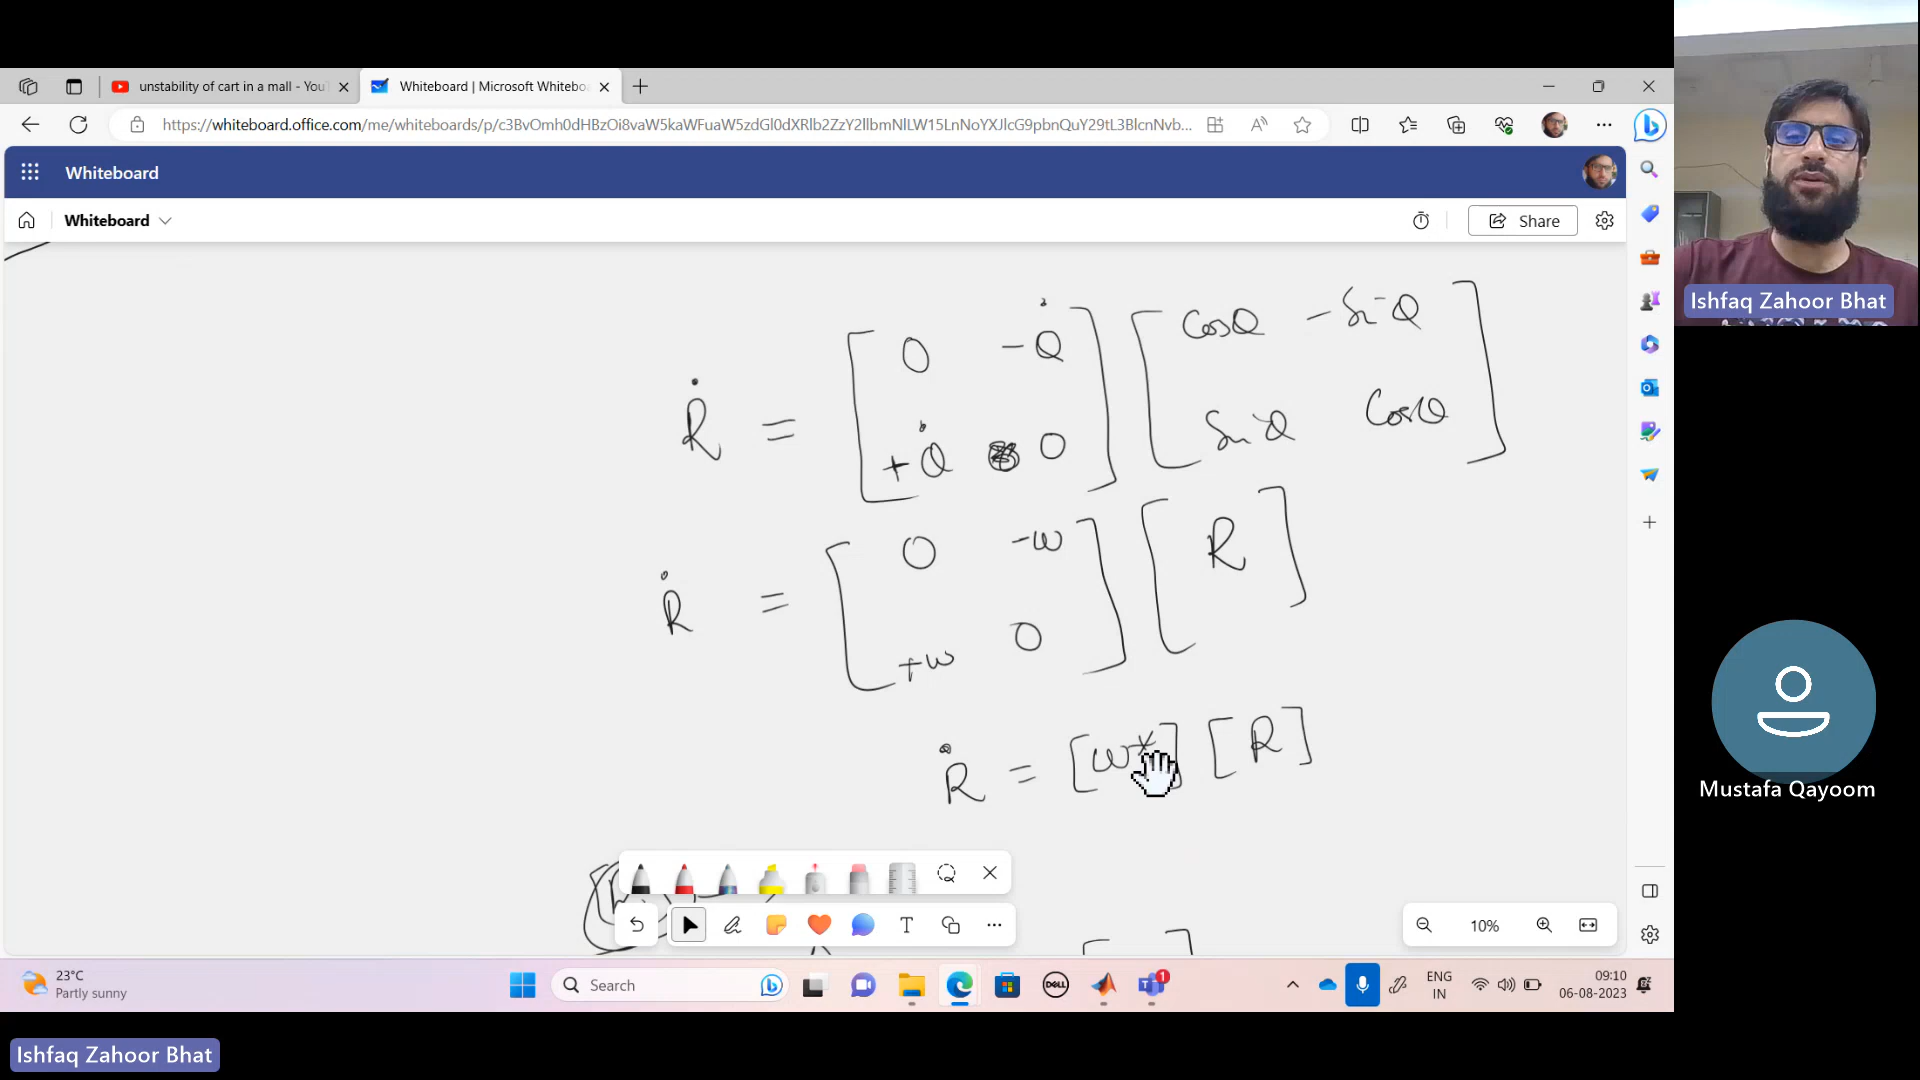 unstability of cart in a mall - You
Whiteboard | Microsoft Whitebo
https://whiteboard.office.com/me/whiteboards/p/
Whiteboard
Whiteboard
Share
Ṙ = [ 0 -θ̇ ] [ cosθ -Sinθ ]
[ +θ̇ 0 ] [ Sinθ Cosθ ]
Ṙ = [ 0 -ω ] [ R ]
[ +ω 0 ]
Ṙ = [ω*] [R]
10%
23°C
Partly sunny
Search
DELL
1
ENG
IN
09:10
06-08-2023
Ishfaq Zahoor Bhat
Mustafa Qayoom
Ishfaq Zahoor Bhat